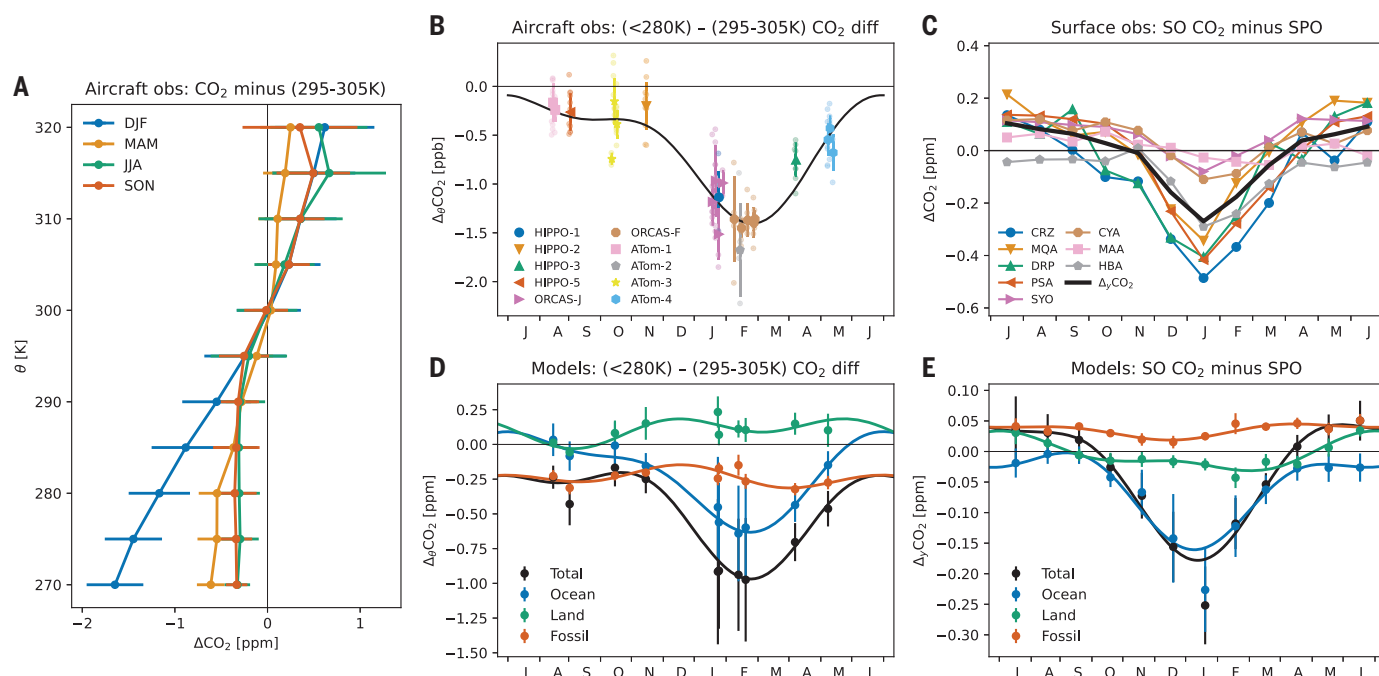 A
Aircraft obs: CO₂ minus (295-305K)
DJF
MAM
JJA
SON
θ [K]
320
310
300
290
280
270
−2
−1
0
1
ΔCO₂ [ppm]
B
Aircraft obs: (<280K) – (295-305K) CO₂ diff
Δ_θCO₂ [ppb]
0.0
−0.5
−1.0
−1.5
−2.0
HIPPO-1
HIPPO-2
HIPPO-3
HIPPO-5
ORCAS-J
ORCAS-F
ATom-1
ATom-2
ATom-3
ATom-4
J A S O N D J F M A M J
C
Surface obs: SO CO₂ minus SPO
ΔCO₂ [ppm]
0.4
0.2
0.0
−0.2
−0.4
−0.6
CRZ
MQA
DRP
PSA
SYO
CYA
MAA
HBA
Δ_yCO₂
J A S O N D J F M A M J
D
Models: (<280K) – (295-305K) CO₂ diff
Δ_θCO₂ [ppm]
0.25
0.00
−0.25
−0.50
−0.75
−1.00
−1.25
−1.50
Total
Ocean
Land
Fossil
J A S O N D J F M A M J
E
Models: SO CO₂ minus SPO
Δ_yCO₂ [ppm]
0.10
0.05
0.00
−0.05
−0.10
−0.15
−0.20
−0.25
−0.30
Total
Ocean
Land
Fossil
J A S O N D J F M A M J